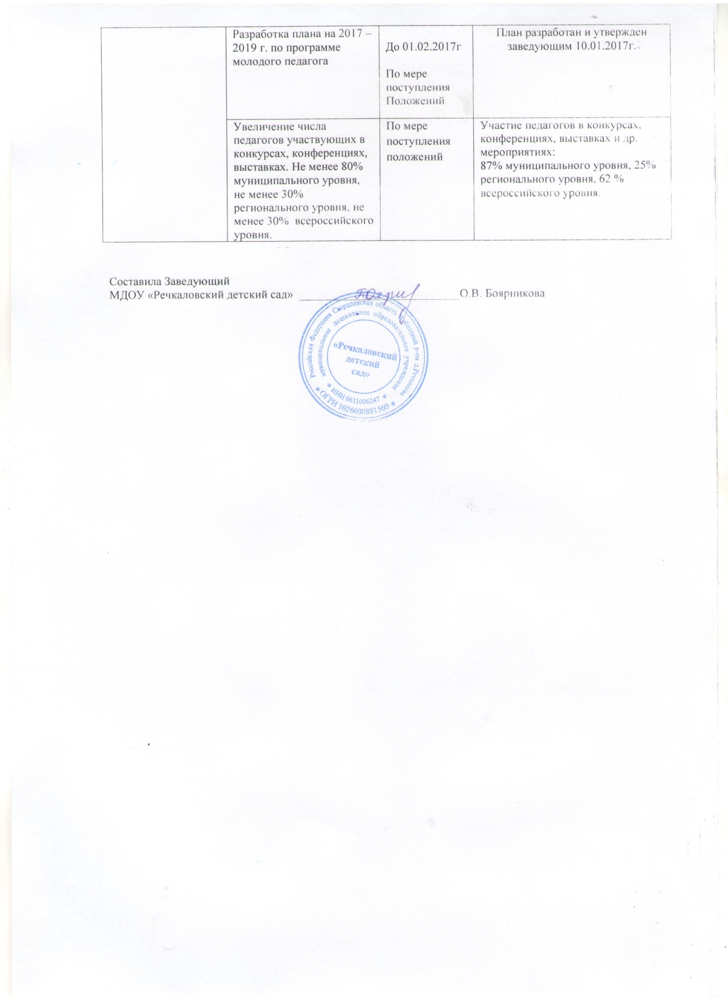 Разработка плана на 2017 –
2019 г. по программе
молодого педагога
До 01.02.2017г
По мере
поступления
Положений
План разработан и утвержден
заведующим 10.01.2017г.
Увеличение числа
педагогов участвующих в
конкурсах, конференциях,
выставках. Не менее 80%
муниципального уровня,
не менее 30%
регионального уровня, не
менее 30% всероссийского
уровня.
По мере
поступления
положений
Участие педагогов в конкурсах,
конференциях, выставках и др.
мероприятиях:
87% муниципального уровня, 25%
регионального уровня, 62 %
всероссийского уровня.
Составила Заведующий
МДОУ «Речкаловский детский сад» ____________________________О.В. Боярникова
Российская Федерация Свердловская область Ирбитский р-он д.Речкалова
муниципальное дошкольное образовательное учреждение
«Речкаловский
детский
сад»
* ИНН 6611006247 *
* ОГРН 1026600881560 *